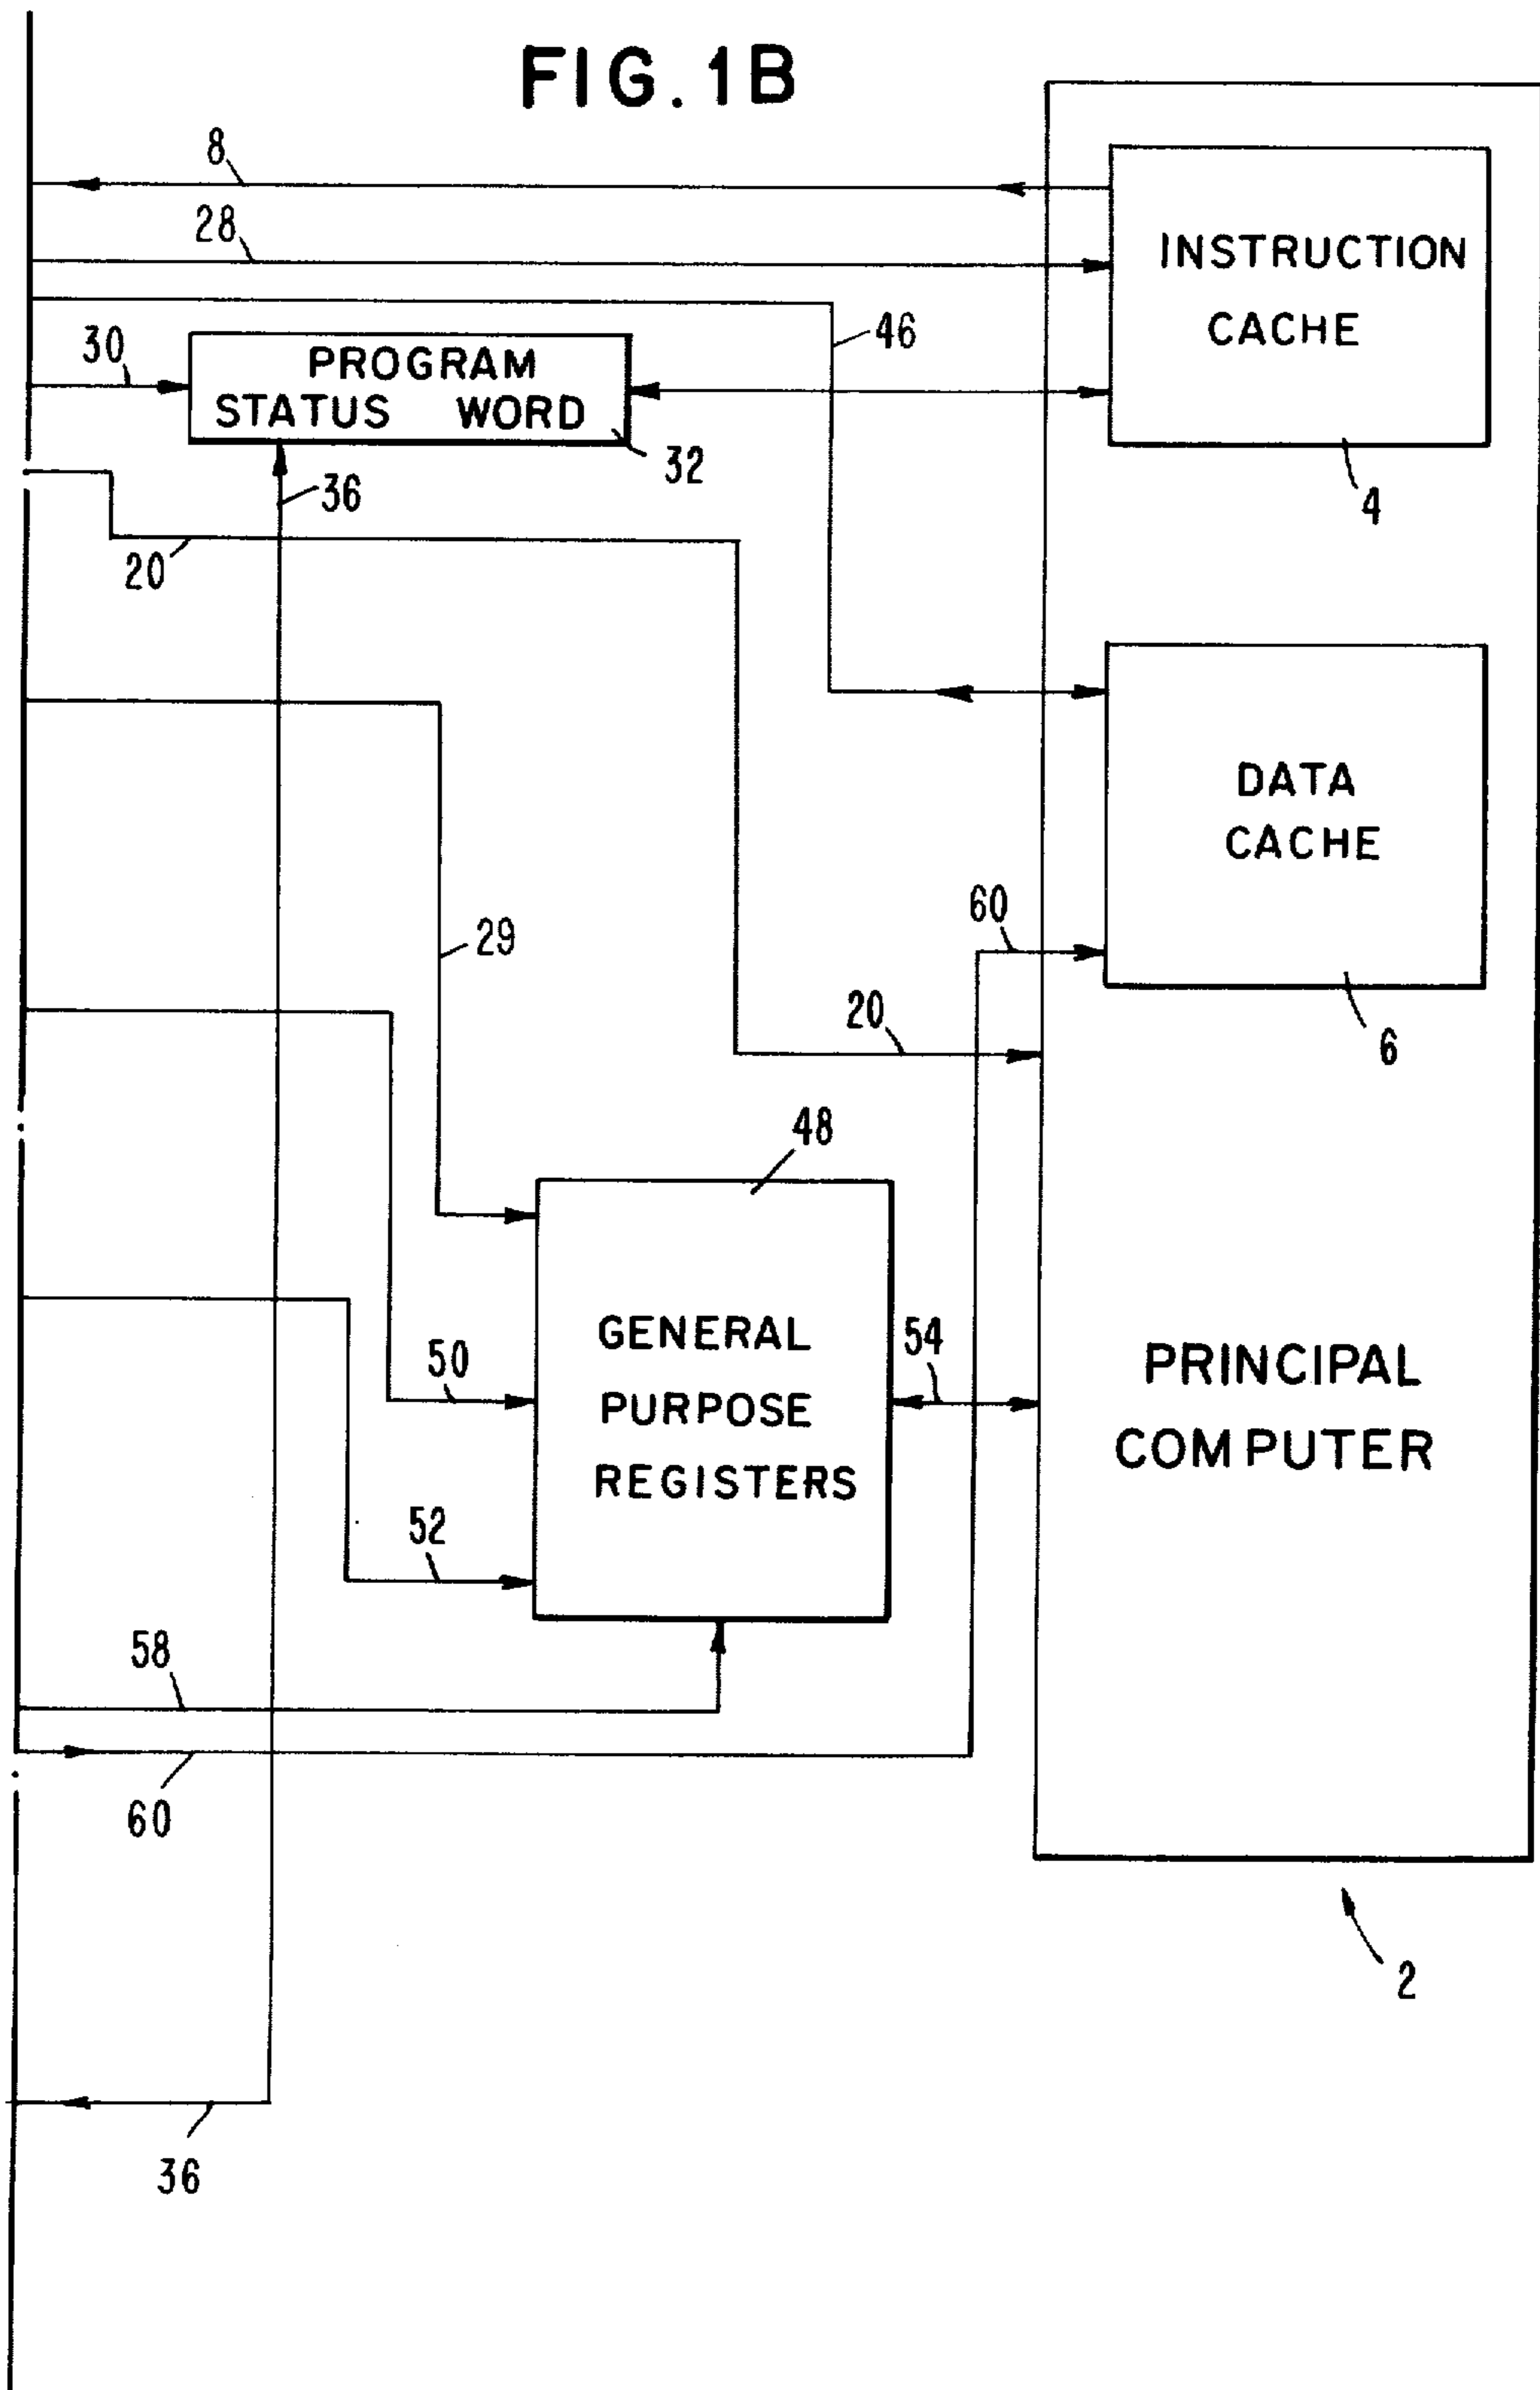 FIG. 1B
8
28
INSTRUCTION
CACHE
46
30
PROGRAM
STATUS WORD
32
36
4
20
DATA
CACHE
60
29
20
6
48
GENERAL
PURPOSE
REGISTERS
54
PRINCIPAL
COMPUTER
50
52
58
60
2
36